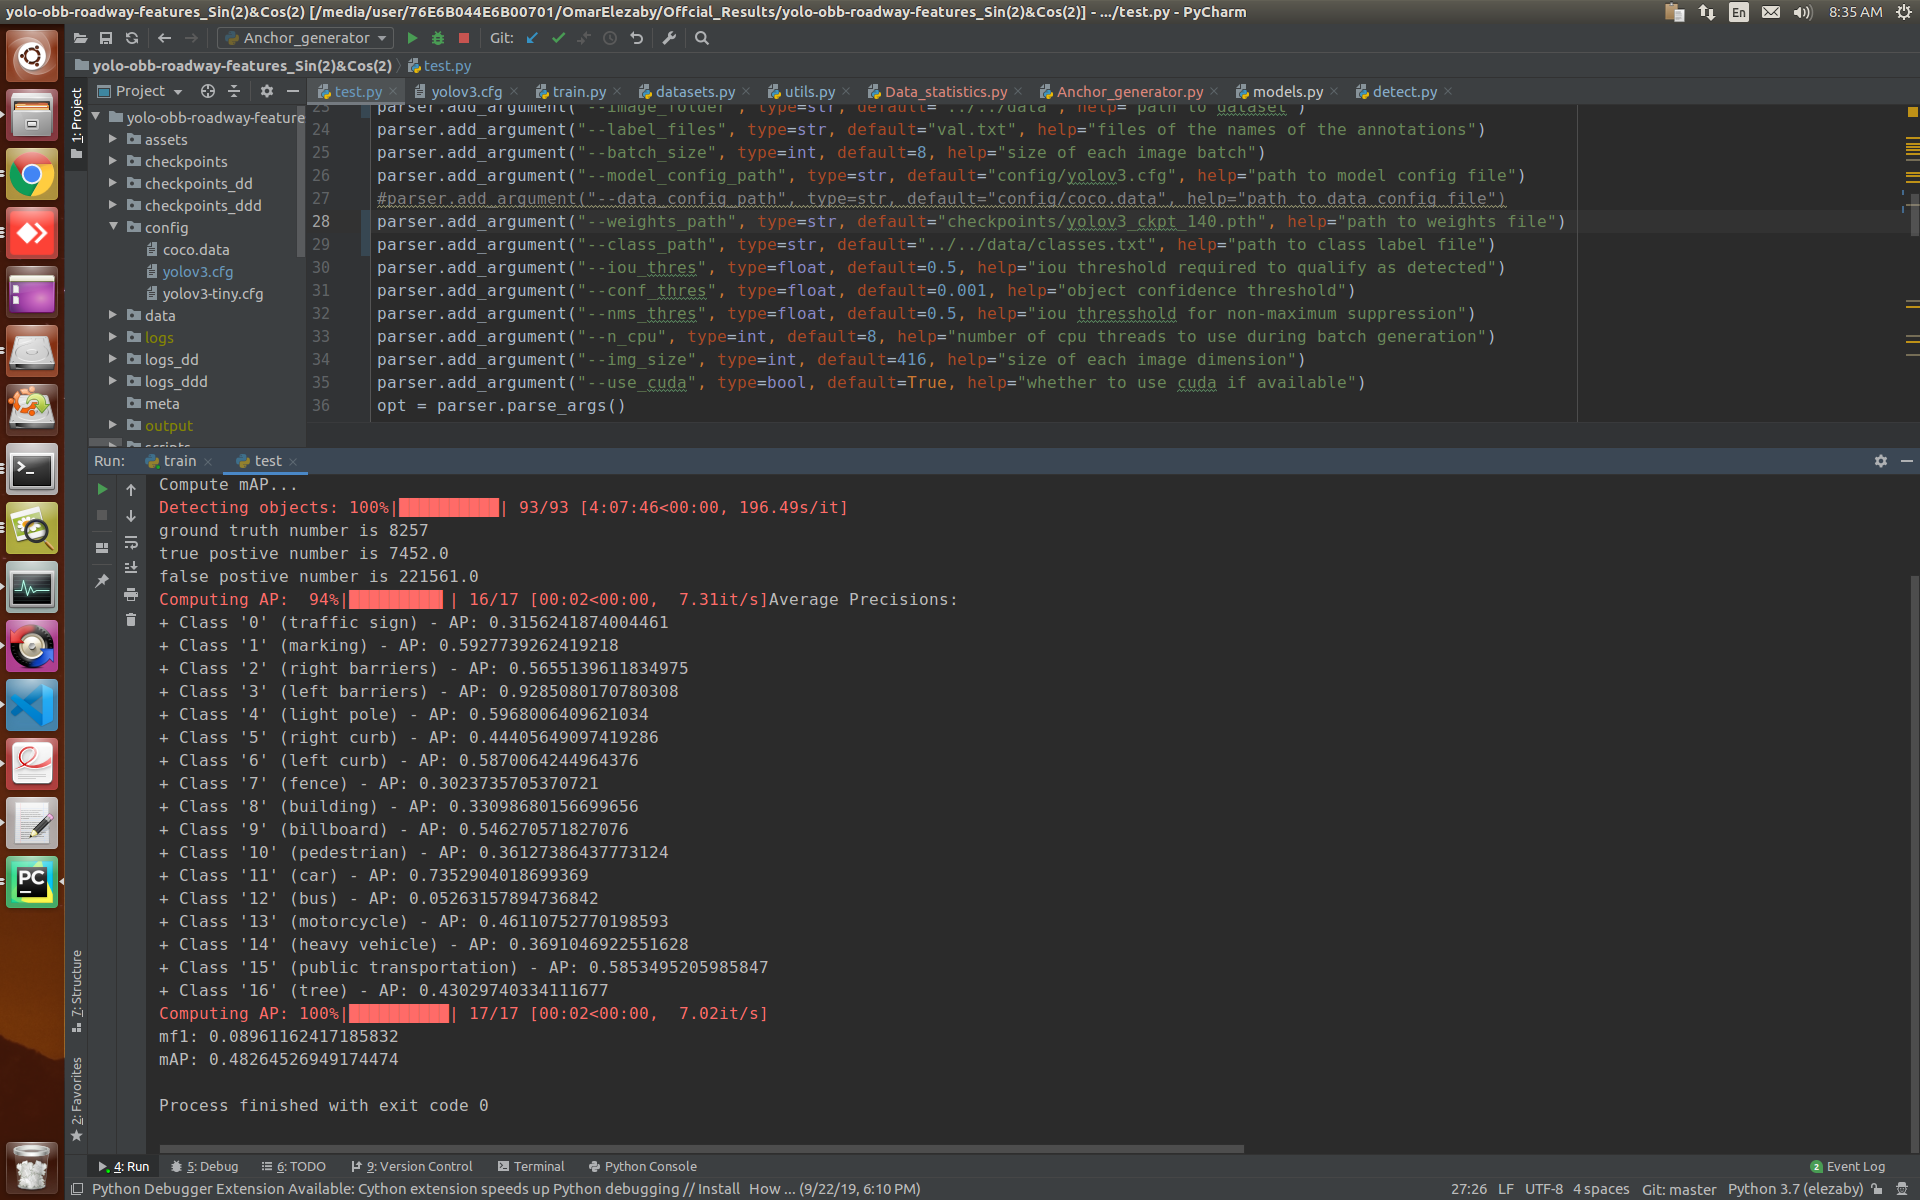 yolo-obb-roadway-features_Sin(2)&Cos(2) [/media/user/76E6B044E6B00701/OmarElezaby/Offcial_Results/yolo-obb-roadway-features_Sin(2)&Cos(2)] - .../test.py - PyCharm
En
8:35 AM
Anchor_generator
Git:
yolo-obb-roadway-features_Sin(2)&Cos(2)
test.py
1: Project
Project
test.py
yolov3.cfg
train.py
datasets.py
utils.py
Data_statistics.py
Anchor_generator.py
models.py
detect.py
yolo-obb-roadway-feature
assets
checkpoints
checkpoints_dd
checkpoints_ddd
config
coco.data
yolov3.cfg
yolov3-tiny.cfg
data
logs
logs_dd
logs_ddd
meta
output
scripts
23 parser.add_argument("--image_folder", type=str, default="../../data", help="path to dataset")
24 parser.add_argument("--label_files", type=str, default="val.txt", help="files of the names of the annotations")
25 parser.add_argument("--batch_size", type=int, default=8, help="size of each image batch")
26 parser.add_argument("--model_config_path", type=str, default="config/yolov3.cfg", help="path to model config file")
27 #parser.add_argument("--data_config_path", type=str, default="config/coco.data", help="path to data config file")
28 parser.add_argument("--weights_path", type=str, default="checkpoints/yolov3_ckpt_140.pth", help="path to weights file")
29 parser.add_argument("--class_path", type=str, default="../../data/classes.txt", help="path to class label file")
30 parser.add_argument("--iou_thres", type=float, default=0.5, help="iou threshold required to qualify as detected")
31 parser.add_argument("--conf_thres", type=float, default=0.001, help="object confidence threshold")
32 parser.add_argument("--nms_thres", type=float, default=0.5, help="iou thresshold for non-maximum suppression")
33 parser.add_argument("--n_cpu", type=int, default=8, help="number of cpu threads to use during batch generation")
34 parser.add_argument("--img_size", type=int, default=416, help="size of each image dimension")
35 parser.add_argument("--use_cuda", type=bool, default=True, help="whether to use cuda if available")
36 opt = parser.parse_args()
Run:
train
test
Compute mAP...
Detecting objects: 100%|██████████| 93/93 [4:07:46<00:00, 196.49s/it]
ground truth number is 8257
true postive number is 7452.0
false postive number is 221561.0
Computing AP:  94%|█████████▍| 16/17 [00:02<00:00,  7.31it/s]Average Precisions:
+ Class '0' (traffic sign) - AP: 0.3156241874004461
+ Class '1' (marking) - AP: 0.5927739262419218
+ Class '2' (right barriers) - AP: 0.5655139611834975
+ Class '3' (left barriers) - AP: 0.9285080170780308
+ Class '4' (light pole) - AP: 0.5968006409621034
+ Class '5' (right curb) - AP: 0.44405649097419286
+ Class '6' (left curb) - AP: 0.5870064244964376
+ Class '7' (fence) - AP: 0.3023735705370721
+ Class '8' (building) - AP: 0.33098680156699656
+ Class '9' (billboard) - AP: 0.546270571827076
+ Class '10' (pedestrian) - AP: 0.36127386437773124
+ Class '11' (car) - AP: 0.7352904018699369
+ Class '12' (bus) - AP: 0.05263157894736842
+ Class '13' (motorcycle) - AP: 0.46110752770198593
+ Class '14' (heavy vehicle) - AP: 0.3691046922551628
+ Class '15' (public transportation) - AP: 0.5853495205985847
+ Class '16' (tree) - AP: 0.43029740334111677
Computing AP: 100%|██████████| 17/17 [00:02<00:00,  7.02it/s]
mf1: 0.08961162417185832
mAP: 0.48264526949174474
Process finished with exit code 0
7: Structure
2: Favorites
PC
4: Run
5: Debug
6: TODO
9: Version Control
Terminal
Python Console
2 Event Log
Python Debugger Extension Available: Cython extension speeds up Python debugging // Install How ... (9/22/19, 6:10 PM)
27:26 LF UTF-8 4 spaces Git: master Python 3.7 (elezaby)